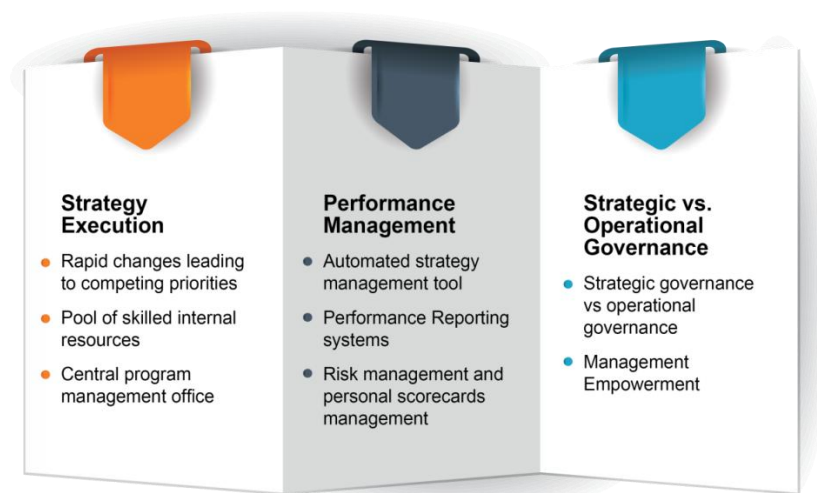 Strategy
Execution
Rapid changes leading
to competing priorities
Pool of skilled internal
resources
Central program
management office
Performance
Management
Automated strategy
management tool
Performance Reporting
systems
Risk management and
personal scorecards
management
Strategic vs.
Operational
Governance
Strategic governance
vs operational
governance
Management
Empowerment